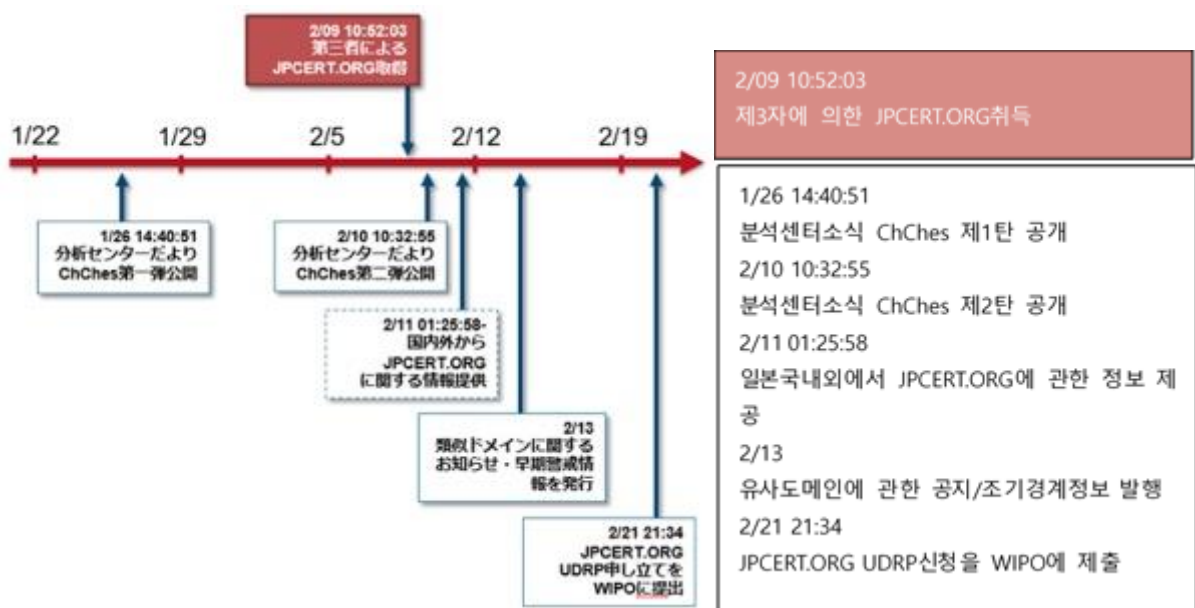 2/09 10:52:03
第三者による
JPCERT.ORG取得
1/22
1/29
2/5
2/12
2/19
1/26 14:40:51
分析センターだより
ChChes第一弾公開
2/10 10:32:55
分析センターだより
ChChes第二弾公開
2/11 01:25:58-
国内外から
JPCERT.ORG
に関する情報提供
2/13
類似ドメインに関する
お知らせ・早期警戒情
報を発行
2/21 21:34
JPCERT.ORG
UDRP申し立てを
WIPOに提出
2/09 10:52:03
제3자에 의한 JPCERT.ORG취득
1/26 14:40:51
분석센터소식 ChChes 제1탄 공개
2/10 10:32:55
분석센터소식 ChChes 제2탄 공개
2/11 01:25:58
일본국내외에서 JPCERT.ORG에 관한 정보 제
공
2/13
유사도메인에 관한 공지/조기경계정보 발행
2/21 21:34
JPCERT.ORG UDRP신청을 WIPO에 제출